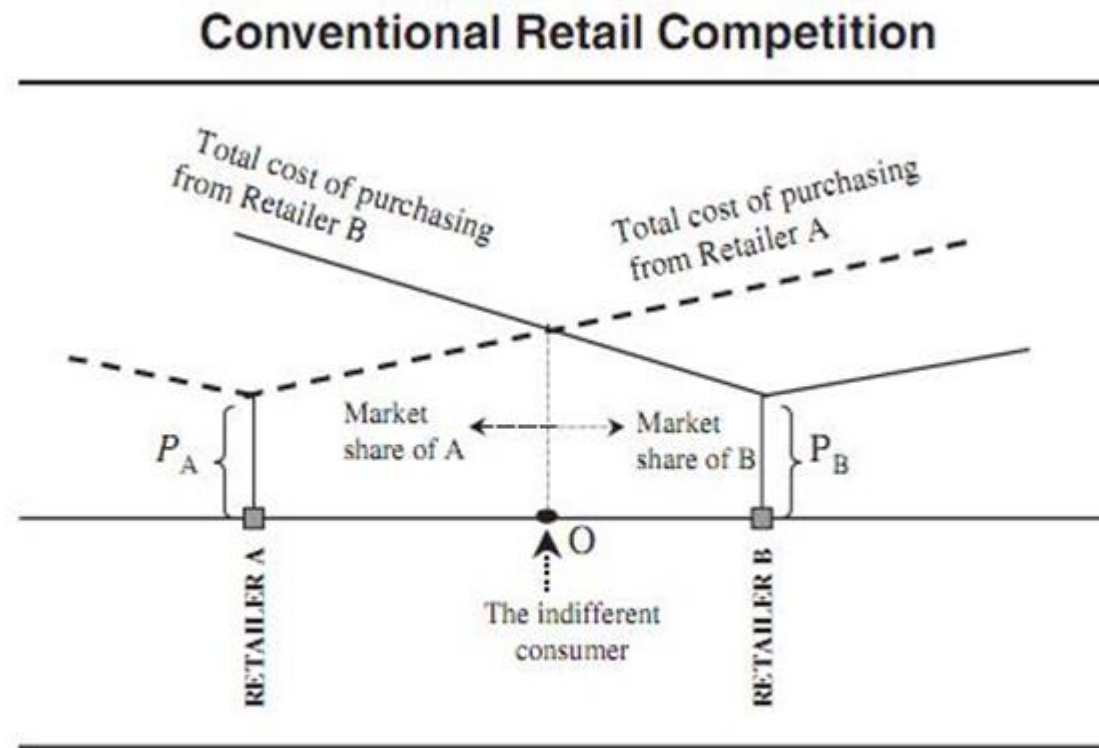 Conventional Retail Competition
Total cost of purchasing
from Retailer B
Total cost of purchasing
from Retailer A
Market
share of A
Market
share of B
P_A
P_B
O
RETAILER A
RETAILER B
The indifferent
consumer